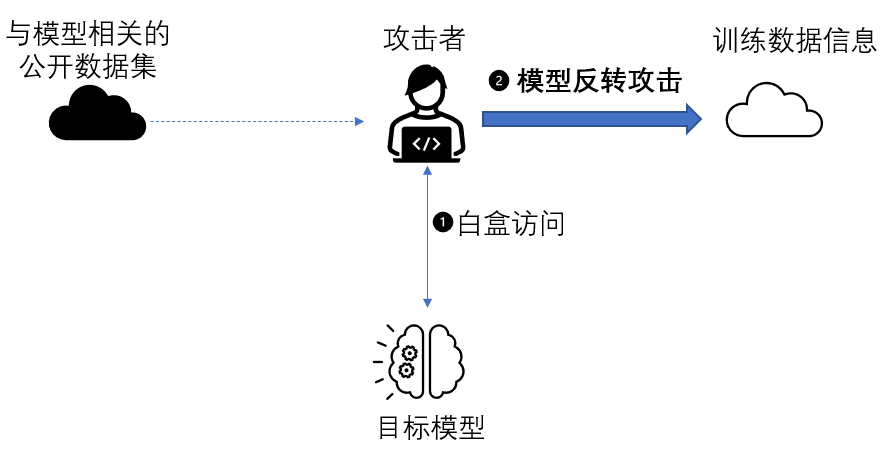 与模型相关的
公开数据集
攻击者
</>
❷ 模型反转攻击
训练数据信息
❶白盒访问
目标模型